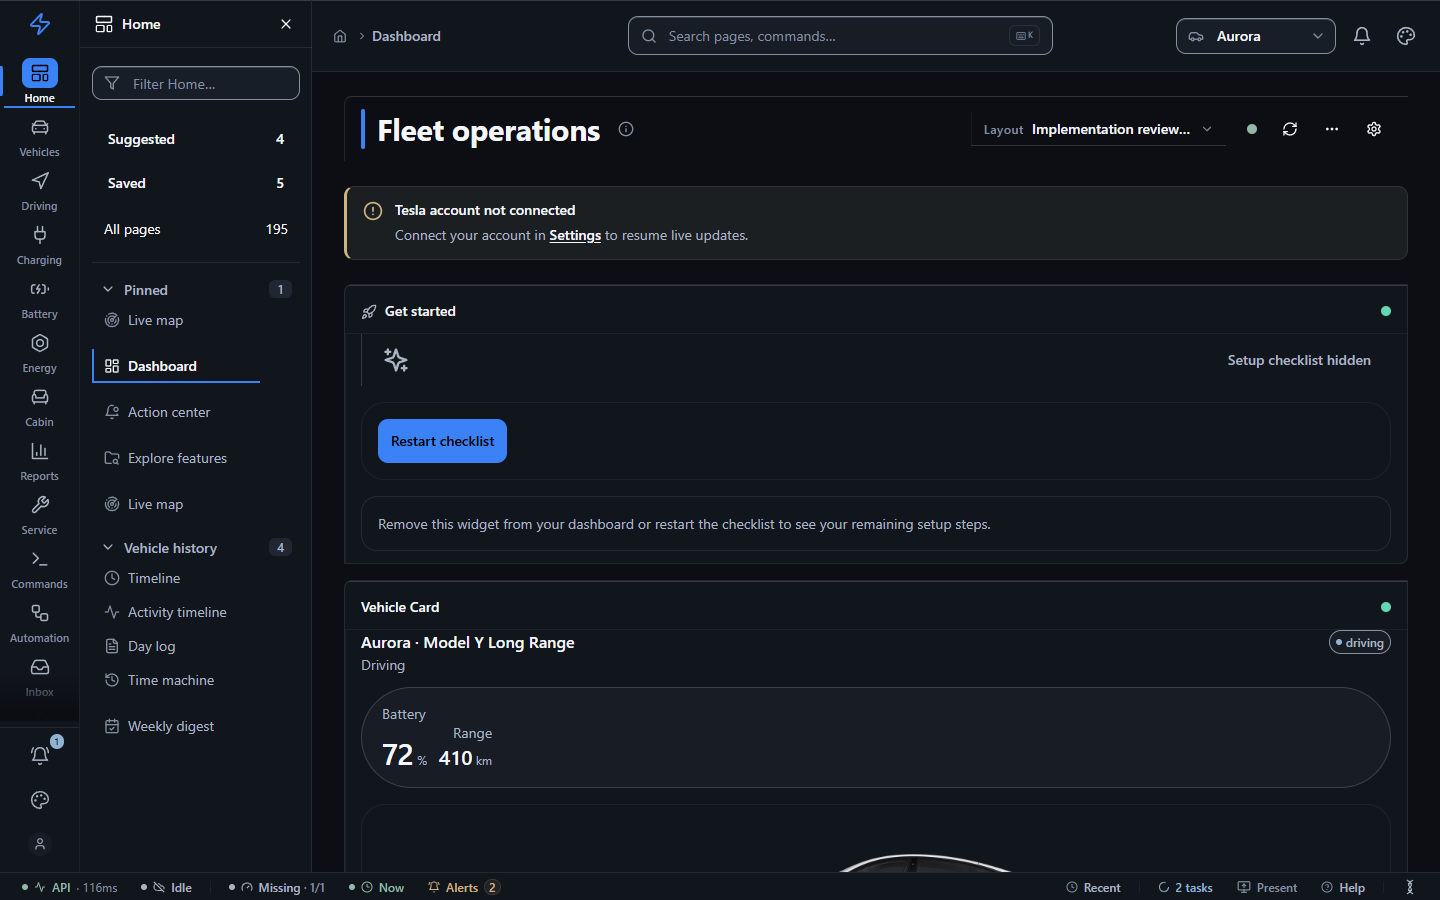 Home
Dashboard
Search pages, commands...
K
Aurora
Home
Vehicles
Driving
Charging
Battery
Energy
Cabin
Reports
Service
Commands
Automation
Inbox
1
Filter Home...
Suggested 4
Saved 5
All pages 195
Pinned 1
Live map
Dashboard
Action center
Explore features
Live map
Vehicle history 4
Timeline
Activity timeline
Day log
Time machine
Weekly digest
Fleet operations
Layout Implementation review...
Tesla account not connected
Connect your account in Settings to resume live updates.
Get started
Setup checklist hidden
Restart checklist
Remove this widget from your dashboard or restart the checklist to see your remaining setup steps.
Vehicle Card
Aurora · Model Y Long Range
driving
Driving
Battery
Range
72 % 410 km
API · 116ms
Idle
Missing · 1/1
Now
Alerts 2
Recent
2 tasks
Present
Help